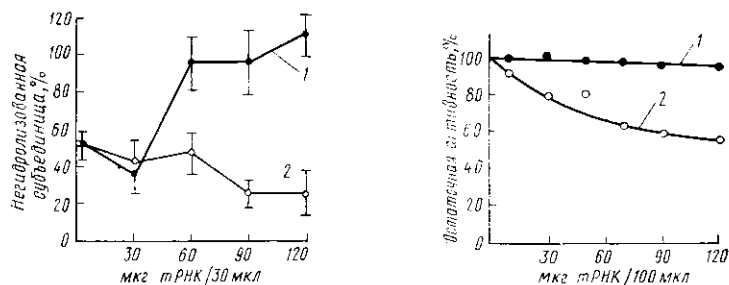 Негидролизованная
субъединица,%
120
100
80
60
40
20
0
1
2
30 60 90 120
мкг тРНК/30 мкл
Остаточная активность,%
100
80
60
40
20
0
1
2
30 60 90 120
мкг тРНК/100 мкл